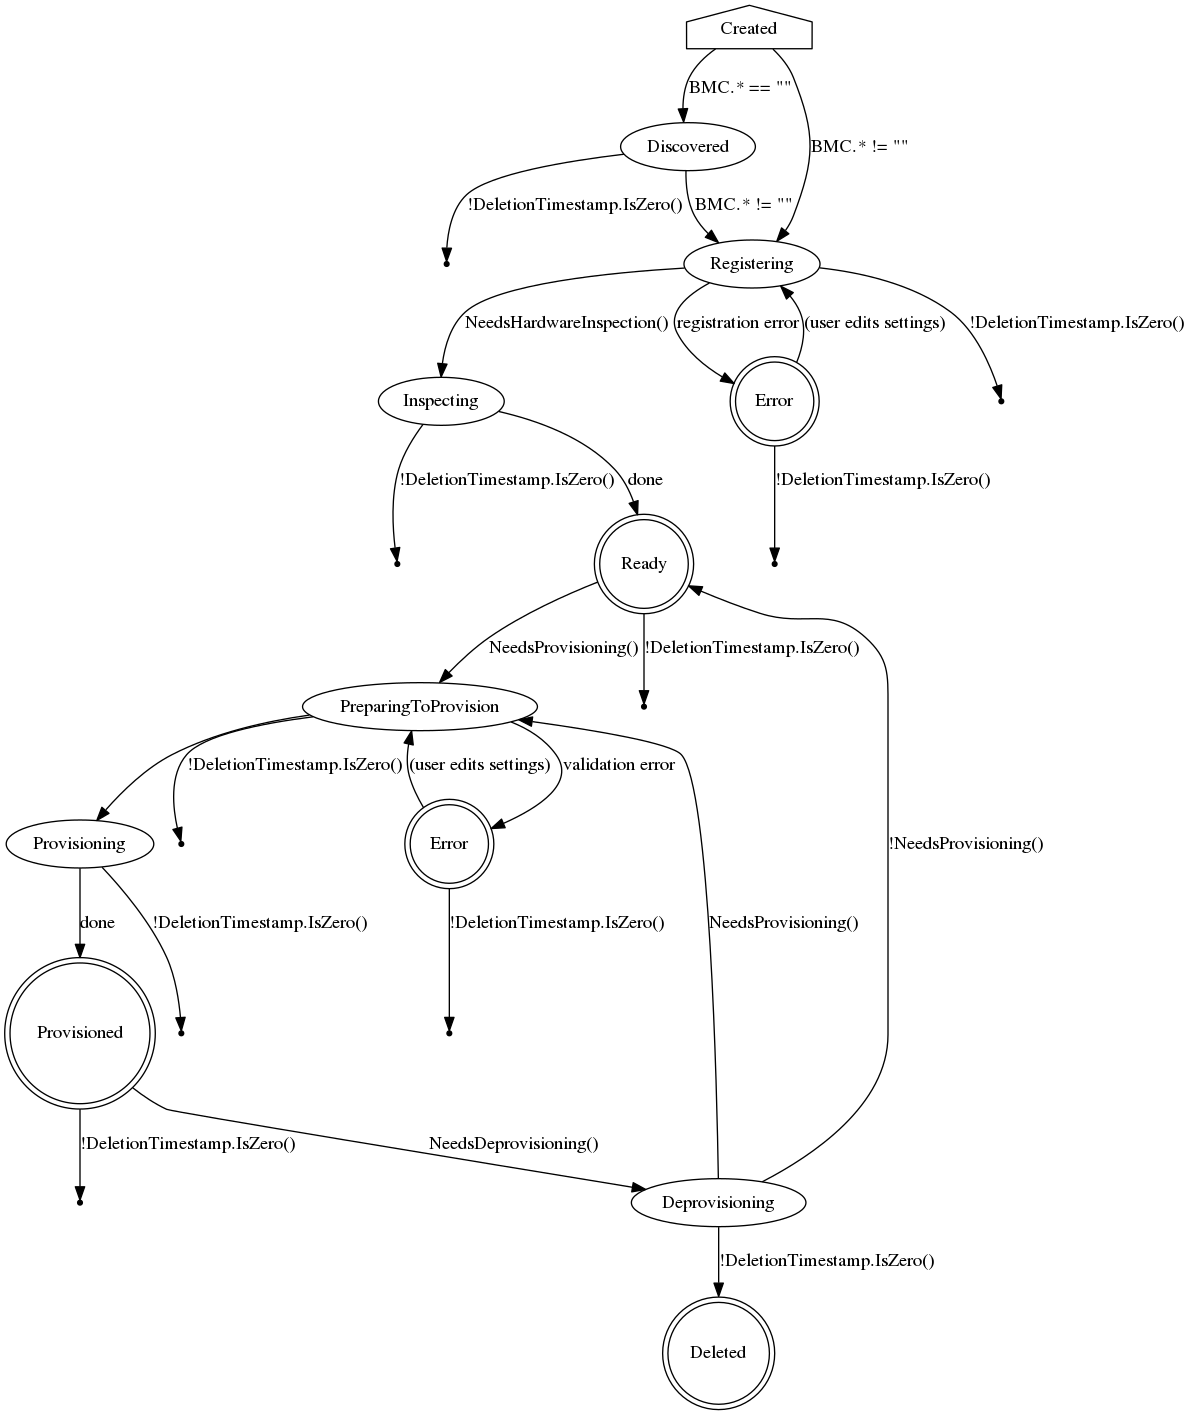 Created
BMC.* == ""
Discovered
BMC.* != ""
!DeletionTimestamp.IsZero()
BMC.* != ""
Registering
NeedsHardwareInspection()
registration error
(user edits settings)
!DeletionTimestamp.IsZero()
Inspecting
Error
!DeletionTimestamp.IsZero()
done
!DeletionTimestamp.IsZero()
Ready
NeedsProvisioning()
!DeletionTimestamp.IsZero()
PreparingToProvision
!DeletionTimestamp.IsZero()
(user edits settings)
validation error
Provisioning
Error
!NeedsProvisioning()
done
!DeletionTimestamp.IsZero()
!DeletionTimestamp.IsZero()
NeedsProvisioning()
Provisioned
!DeletionTimestamp.IsZero()
NeedsDeprovisioning()
Deprovisioning
!DeletionTimestamp.IsZero()
Deleted